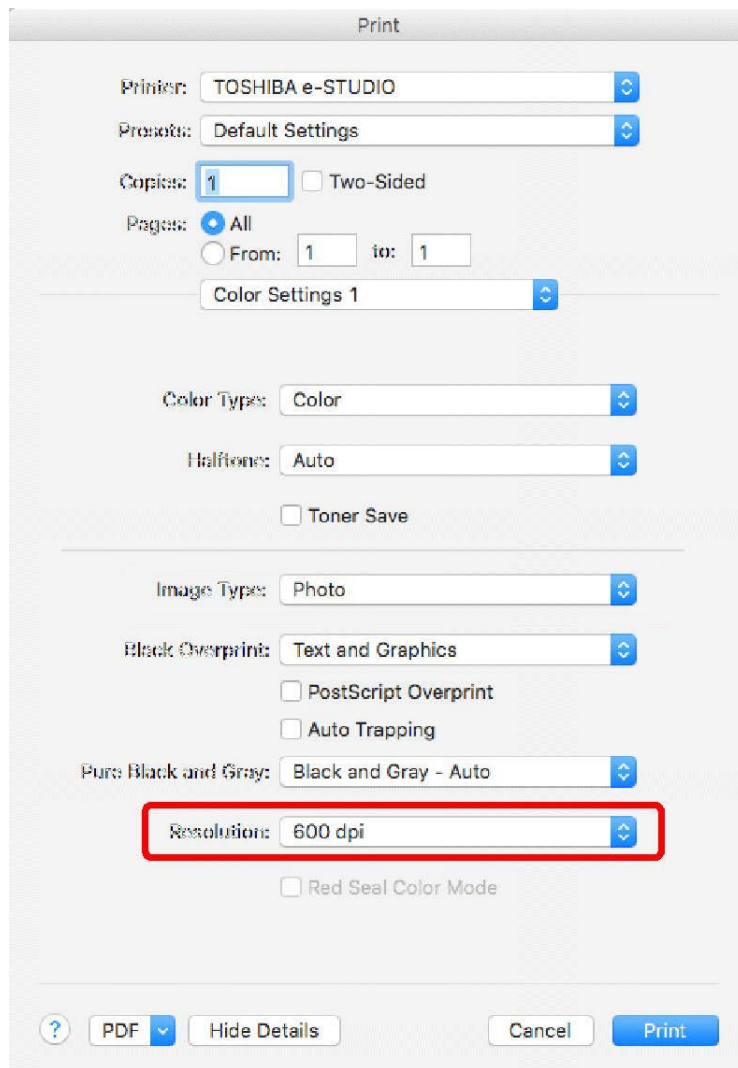 Print
Printer: TOSHIBA e-STUDIO
Presets: Default Settings
Copies: 1 Two-Sided
Pages: All
From: 1 to: 1
Color Settings 1
Color Type: Color
Halftone: Auto
Toner Save
Image Type: Photo
Black Overprint: Text and Graphics
PostScript Overprint
Auto Trapping
Pure Black and Gray: Black and Gray - Auto
Resolution: 600 dpi
Red Seal Color Mode
? PDF Hide Details Cancel Print